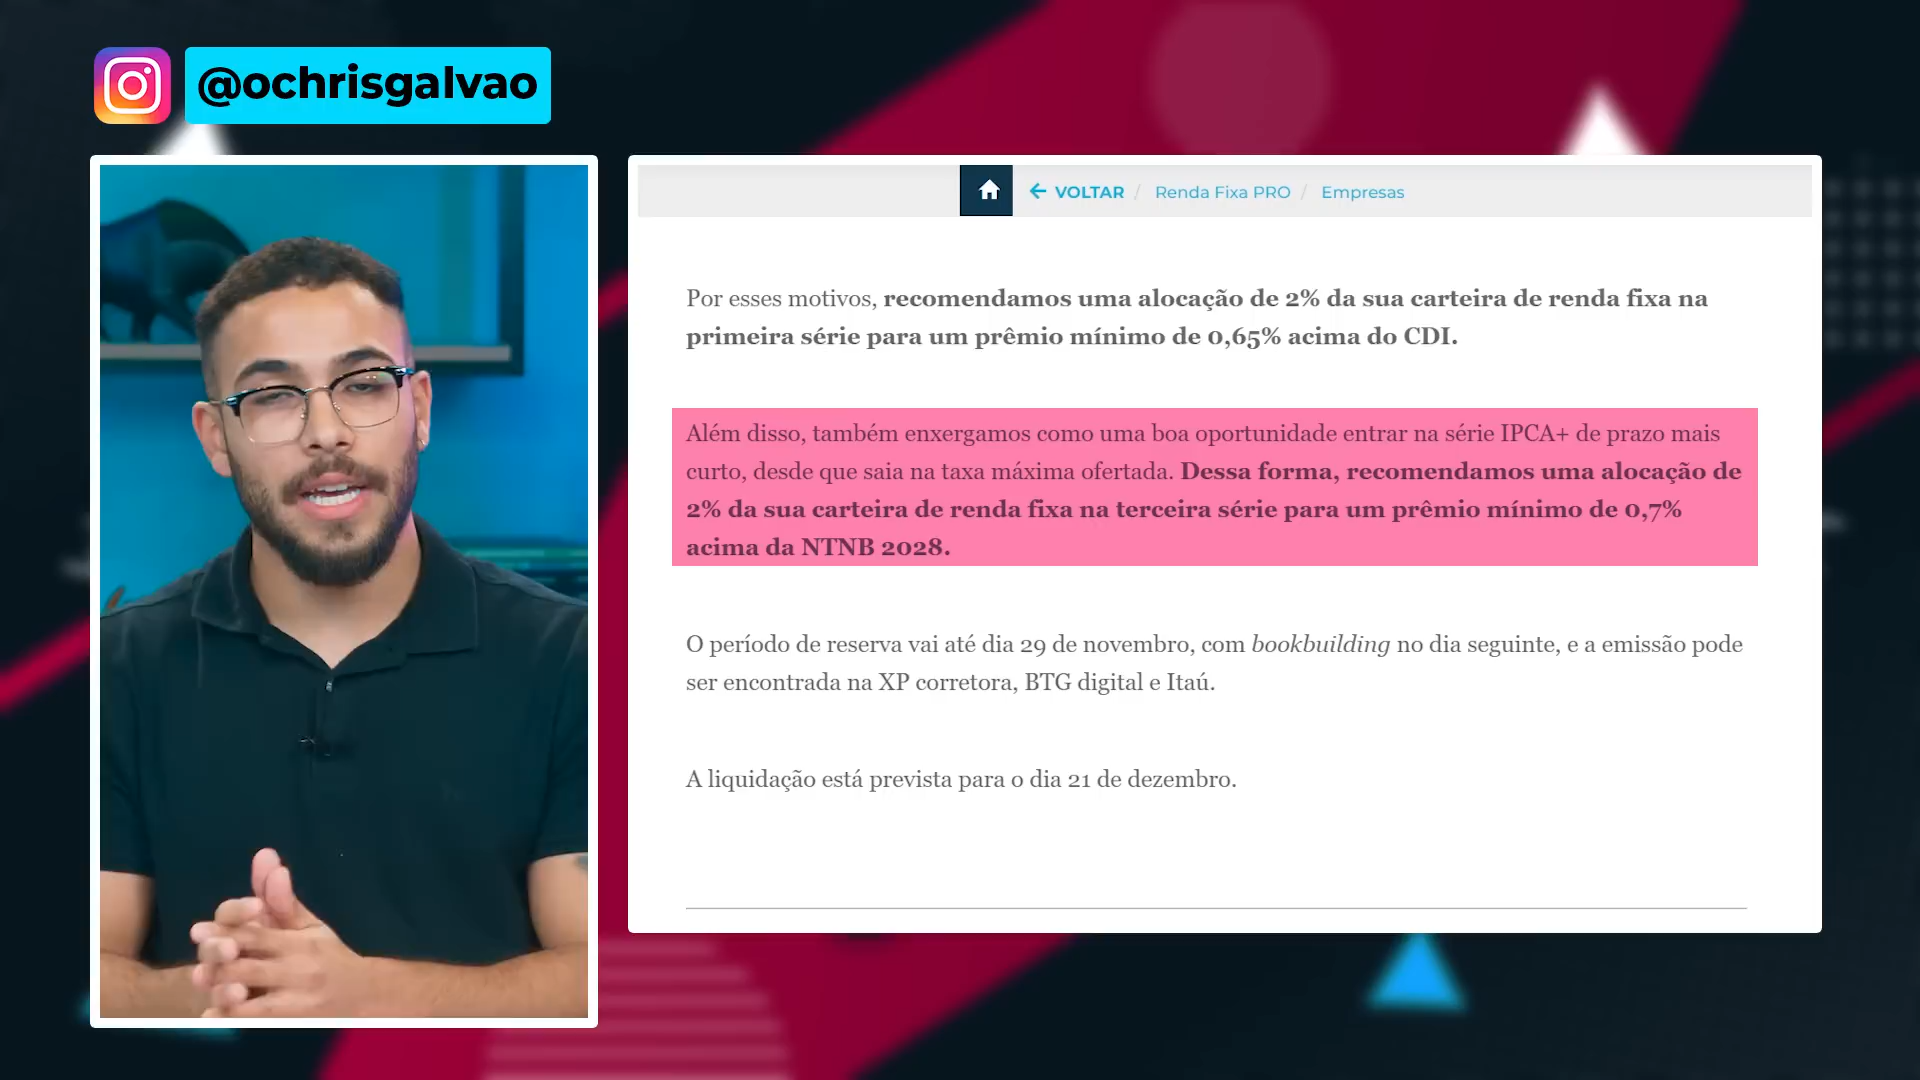 @ochrisgalvao
← VOLTAR / Renda Fixa PRO / Empresas
Por esses motivos, recomendamos uma alocação de 2% da sua carteira de renda fixa na
primeira série para um prêmio mínimo de 0,65% acima do CDI.
Além disso, também enxergamos como uma boa oportunidade entrar na série IPCA+ de prazo mais
curto, desde que saia na taxa máxima ofertada. Dessa forma, recomendamos uma alocação de
2% da sua carteira de renda fixa na terceira série para um prêmio mínimo de 0,7%
acima da NTNB 2028.
O período de reserva vai até dia 29 de novembro, com bookbuilding no dia seguinte, e a emissão pode
ser encontrada na XP corretora, BTG digital e Itaú.
A liquidação está prevista para o dia 21 de dezembro.